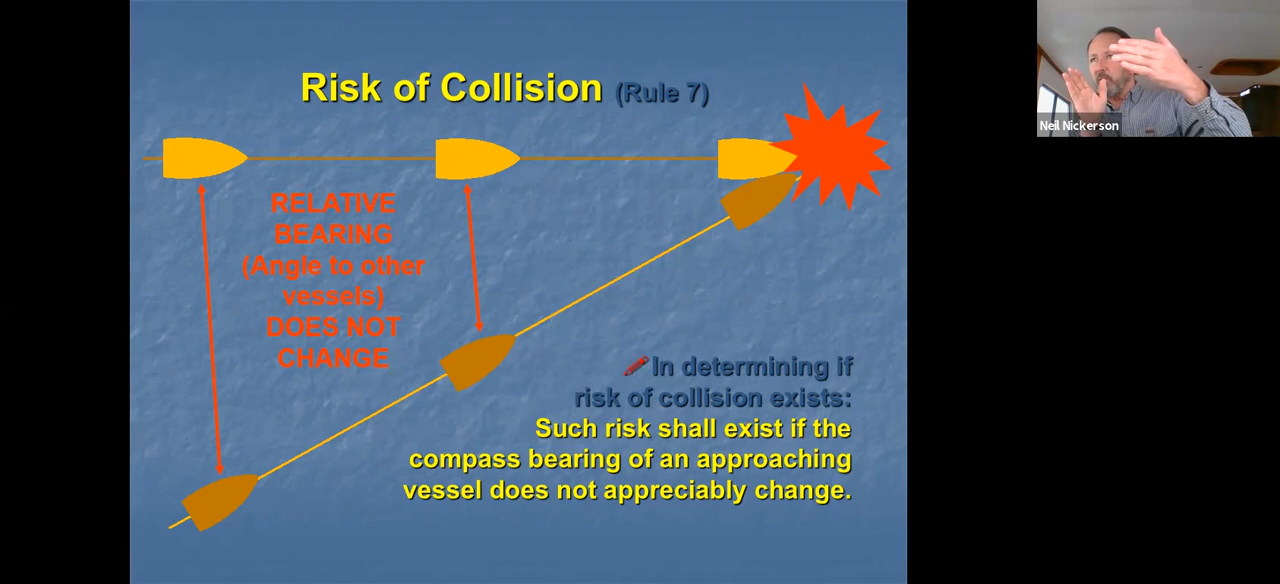 Risk of Collision (Rule 7)
RELATIVE
BEARING
(Angle to other
vessels)
DOES NOT
CHANGE
In determining if
risk of collision exists:
Such risk shall exist if the
compass bearing of an approaching
vessel does not appreciably change.
Neil Nickerson